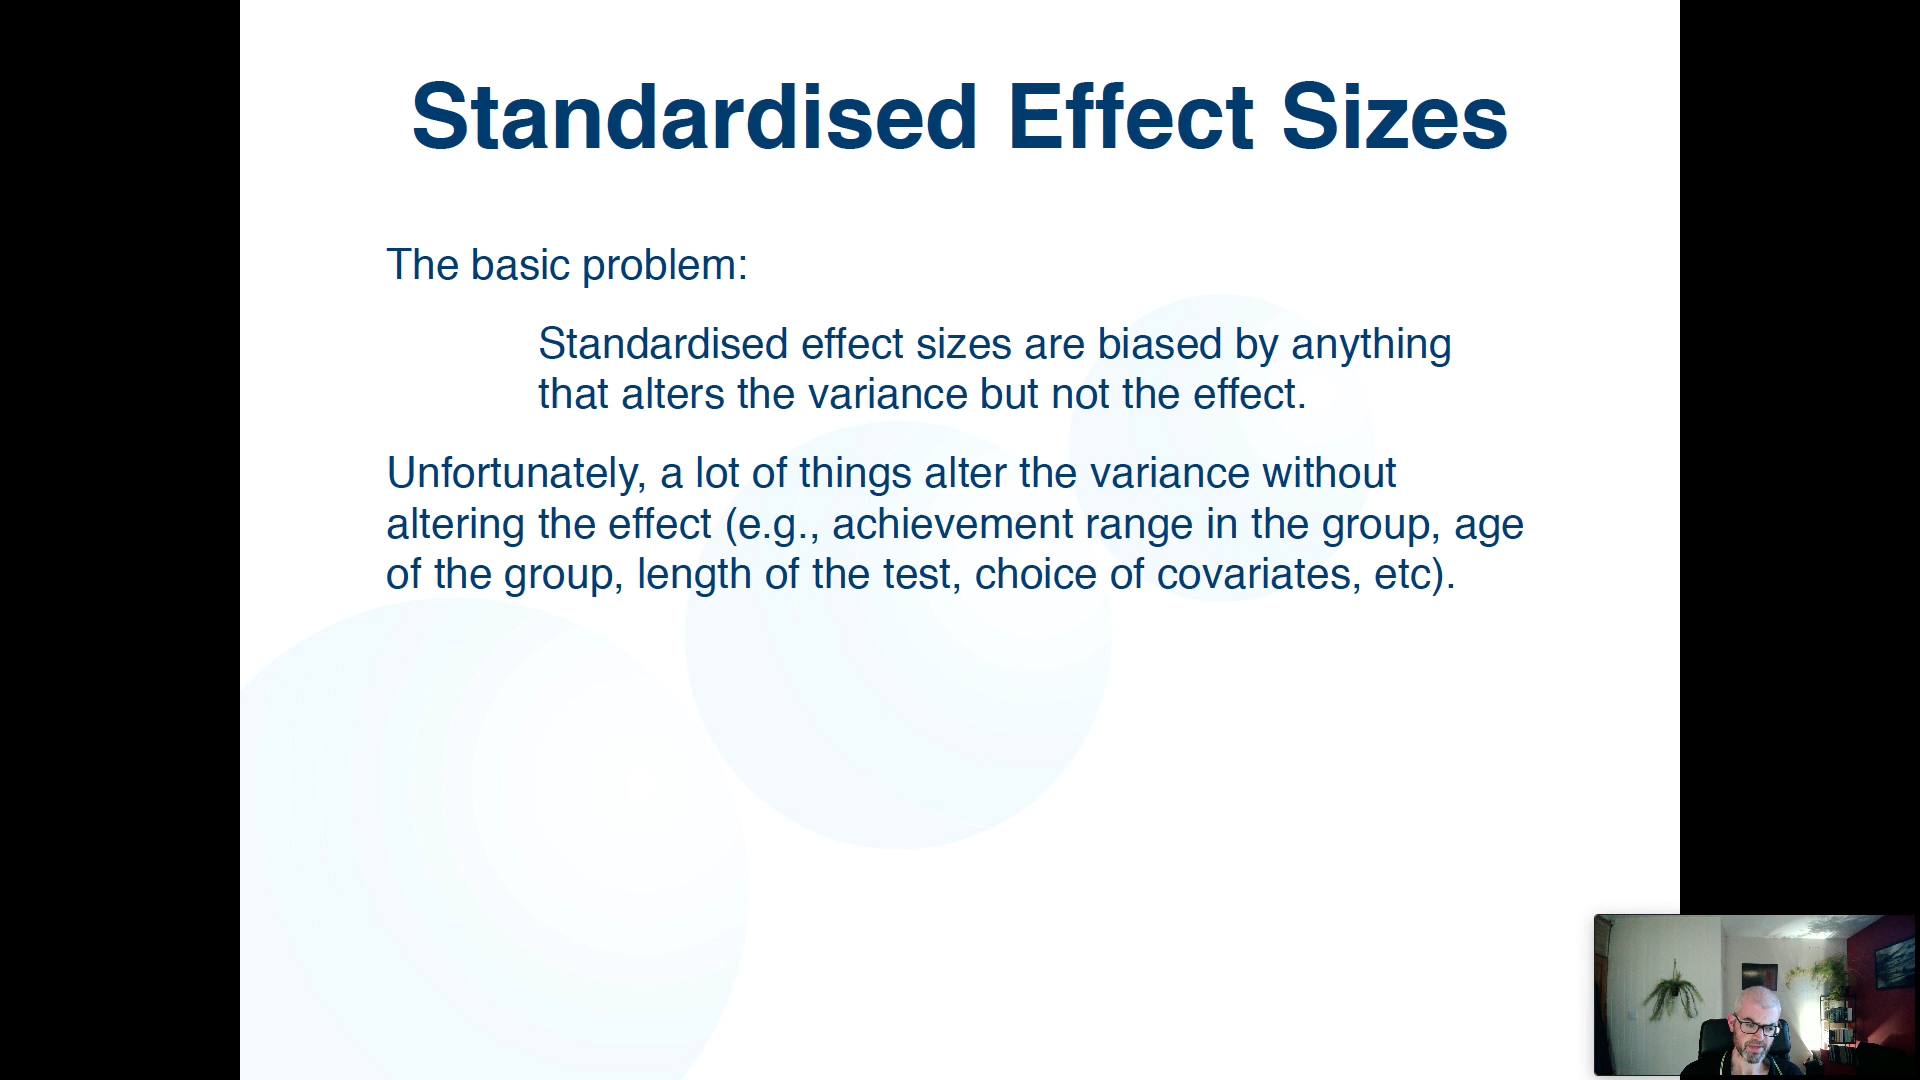 Standardised Effect Sizes
The basic problem:
Standardised effect sizes are biased by anything
that alters the variance but not the effect.
Unfortunately, a lot of things alter the variance without
altering the effect (e.g., achievement range in the group, age
of the group, length of the test, choice of covariates, etc).